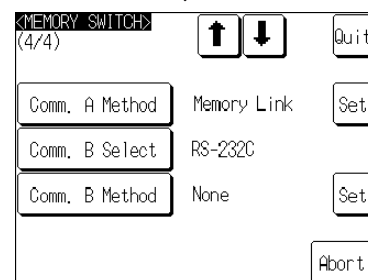 <MEMORY SWITCH>
(4/4)
Quit
Comm. A Method Memory Link Set
Comm. B Select RS-232C
Comm. B Method None Set
Abort